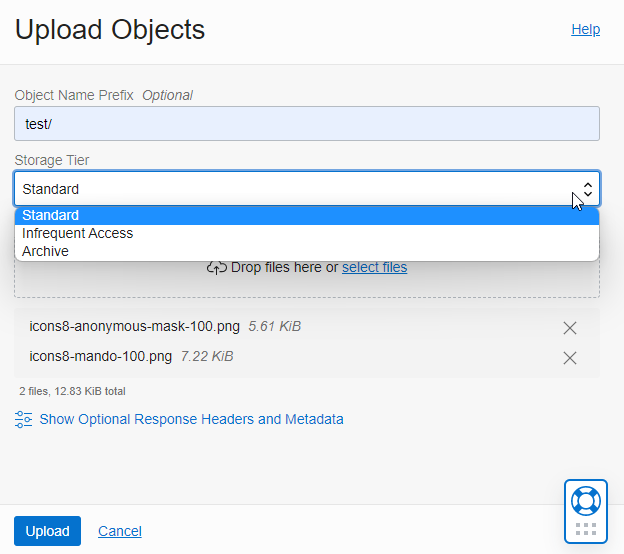 Upload Objects
Help
Object Name Prefix Optional
test/
Storage Tier
Standard
Standard
Infrequent Access
Archive
Drop files here or select files
icons8-anonymous-mask-100.png 5.61 KiB
icons8-mando-100.png 7.22 KiB
2 files, 12.83 KiB total
Show Optional Response Headers and Metadata
Upload
Cancel